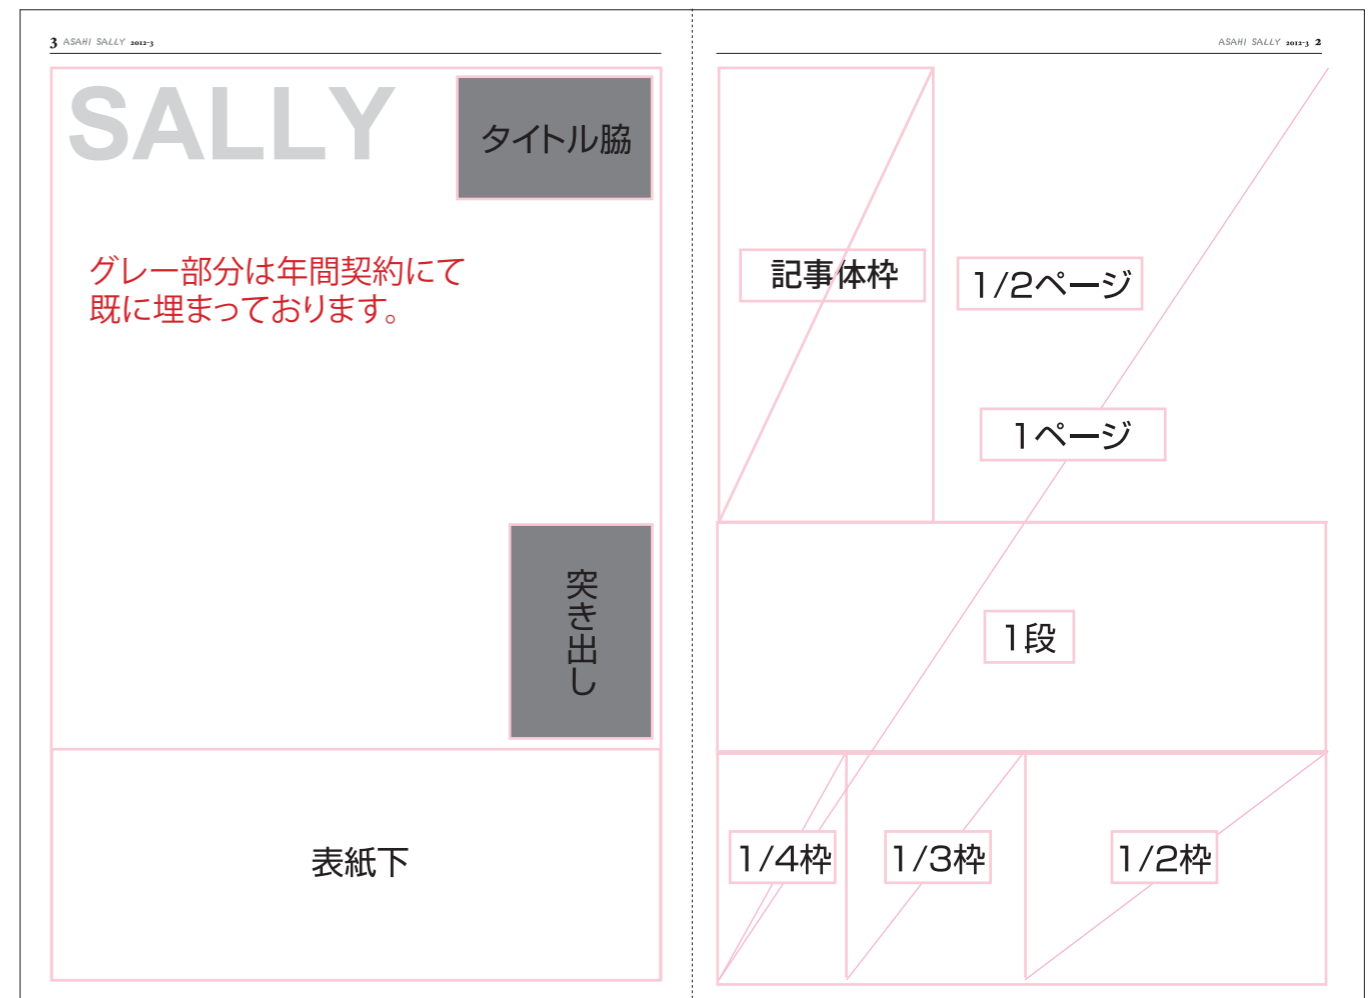 3 ASAHI SALLY 2012-3
SALLY
タイトル脇
グレー部分は年間契約にて
既に埋まっております。
突き出し
表紙下
ASAHI SALLY 2012-3 2
記事体枠
1/2ページ
1ページ
1段
1/4枠
1/3枠
1/2枠